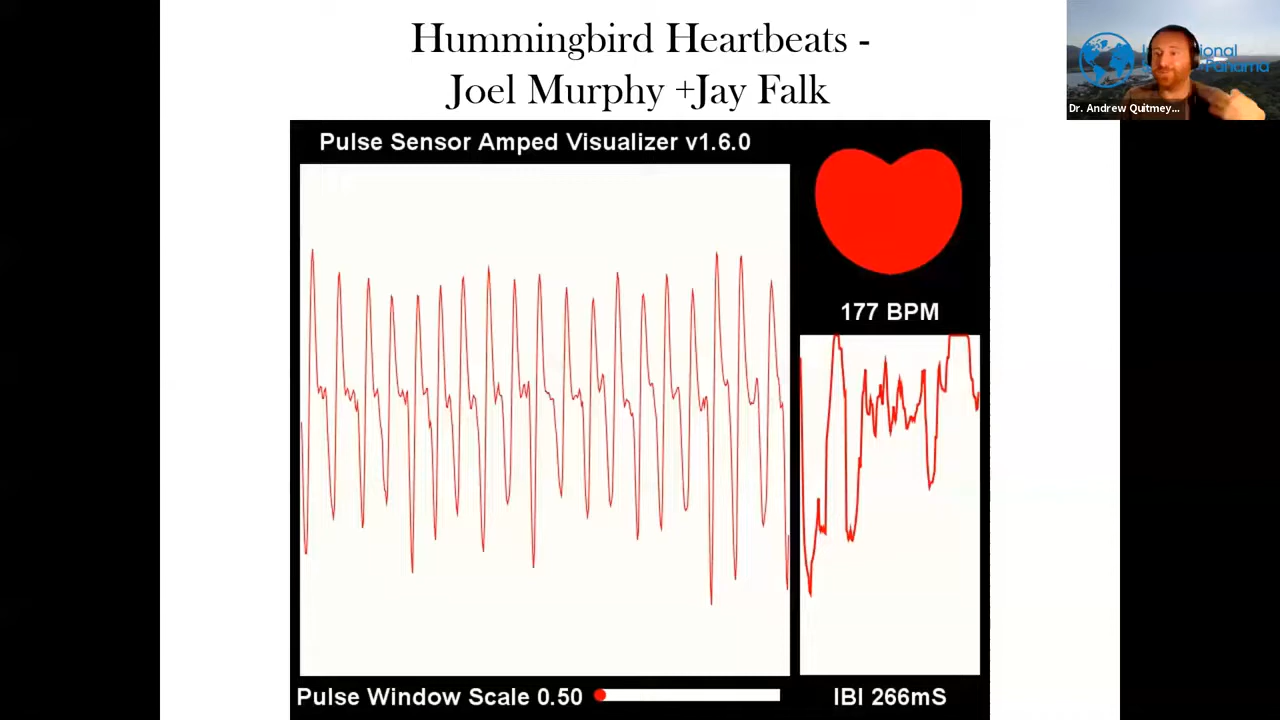 Hummingbird Heartbeats -
Joel Murphy +Jay Falk
Dr. Andrew Quitmey...
Pulse Sensor Amped Visualizer v1.6.0
177 BPM
Pulse Window Scale 0.50
IBI 266mS